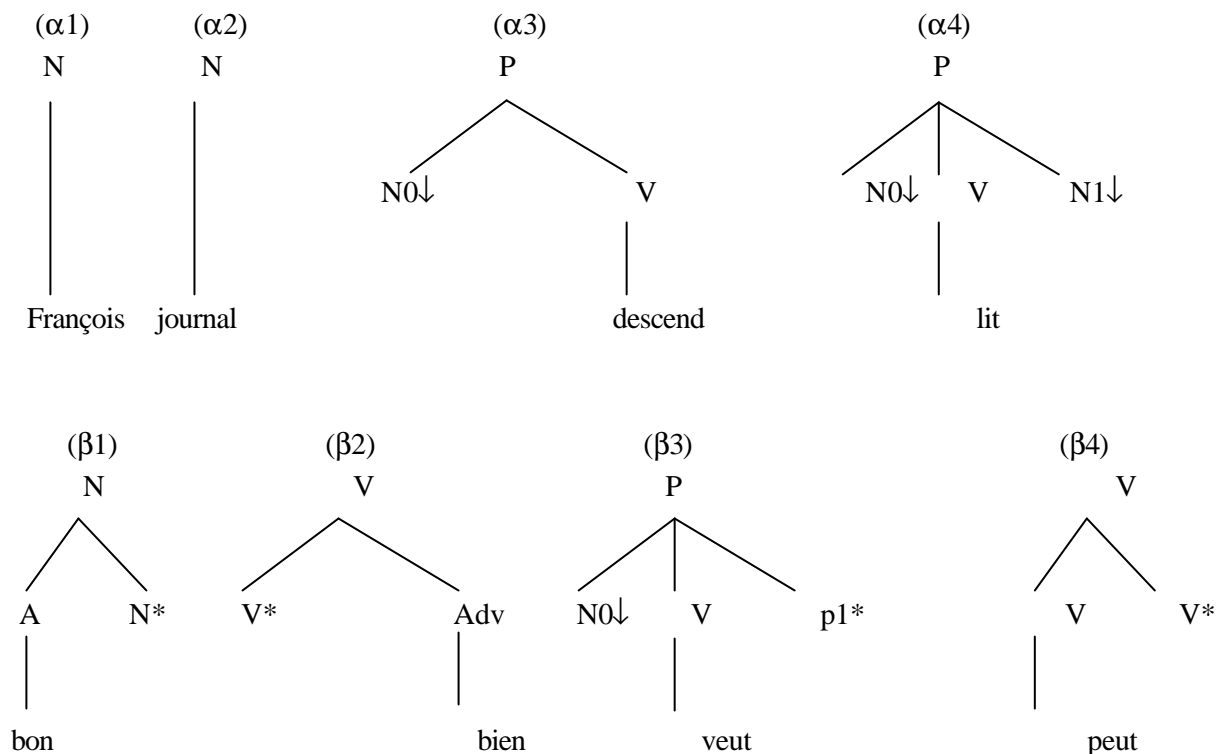 (α1) (α2) (α3) (α4)
N N P P
N0↓ V N0↓ V N1↓
François journal descend lit
(β1) (β2) (β3) (β4)
N V P V
A N* V* Adv N0↓ V p1* V V*
bon bien veut peut